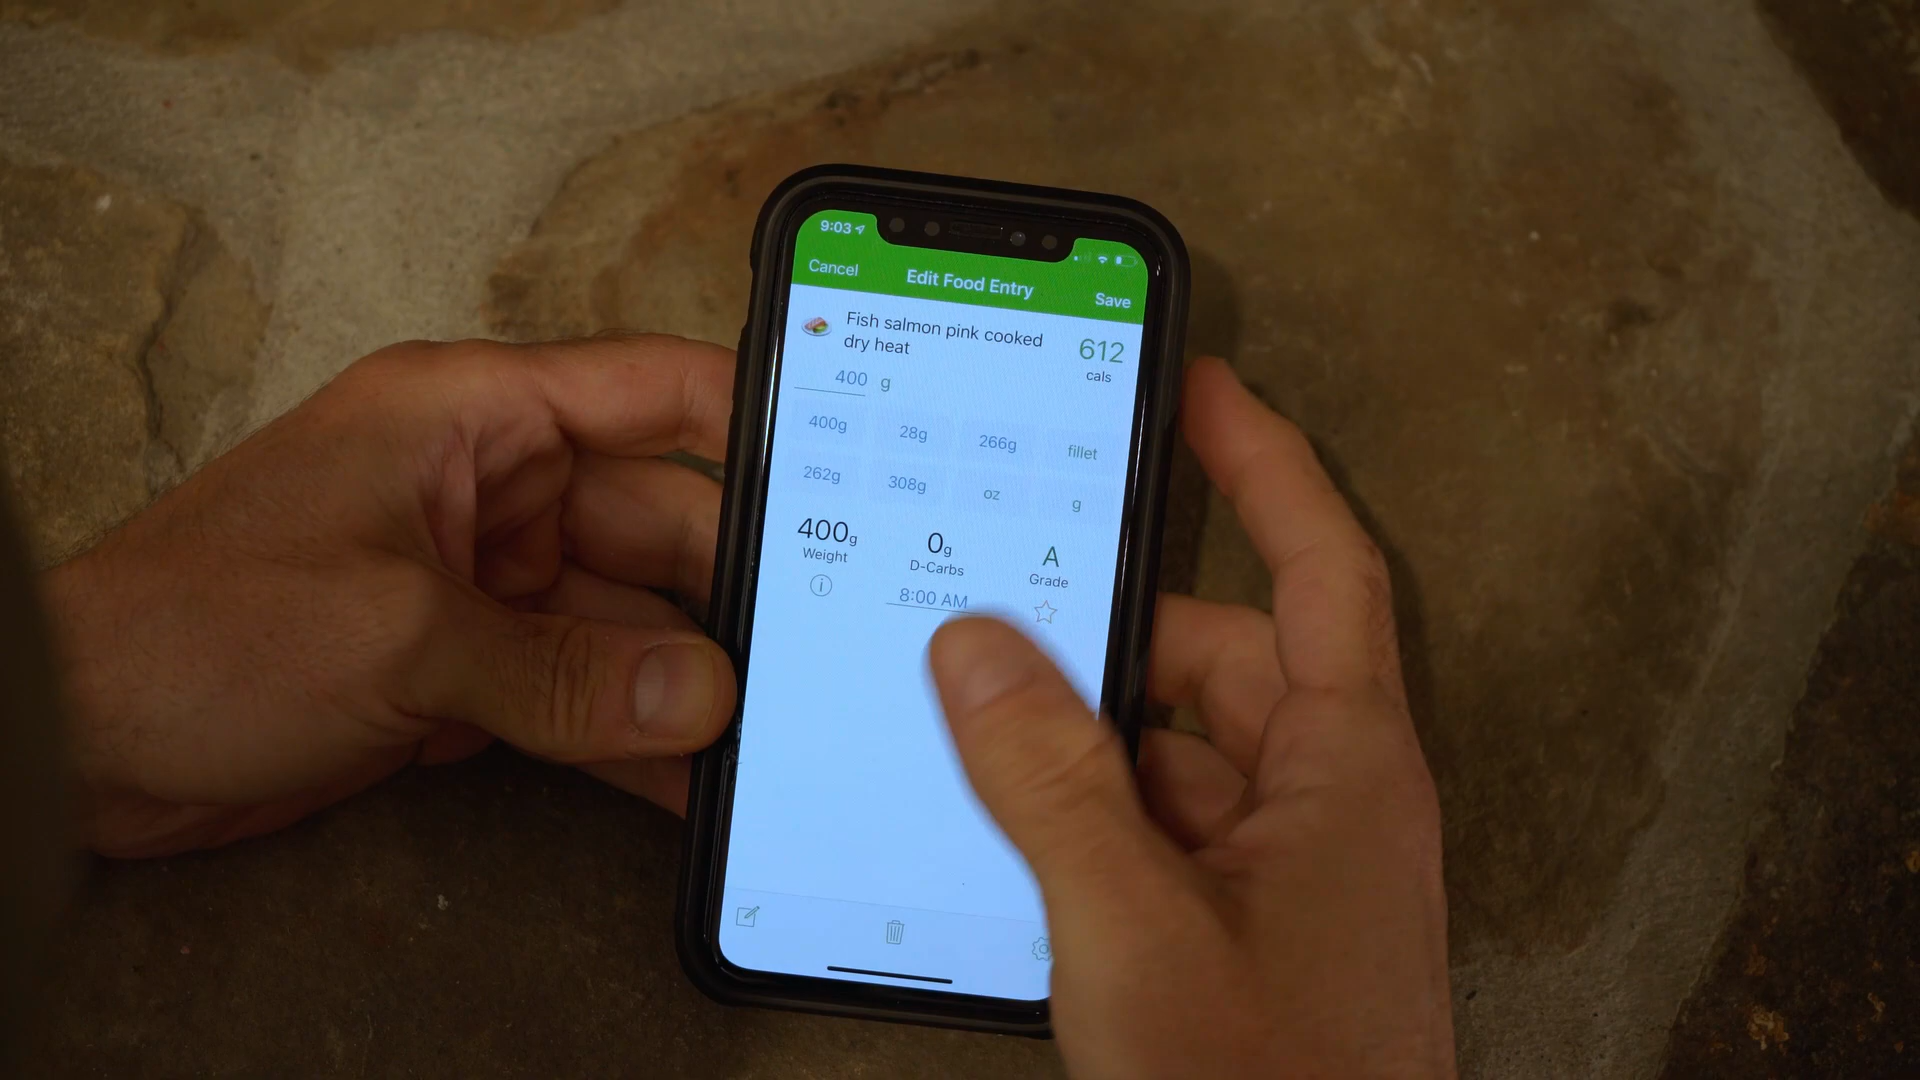 9:03
Cancel
Edit Food Entry
Save
Fish salmon pink cooked
dry heat
612
cals
400 g
400g 28g 266g fillet
262g 308g oz g
400g 0g A
Weight D-Carbs Grade
8:00 AM